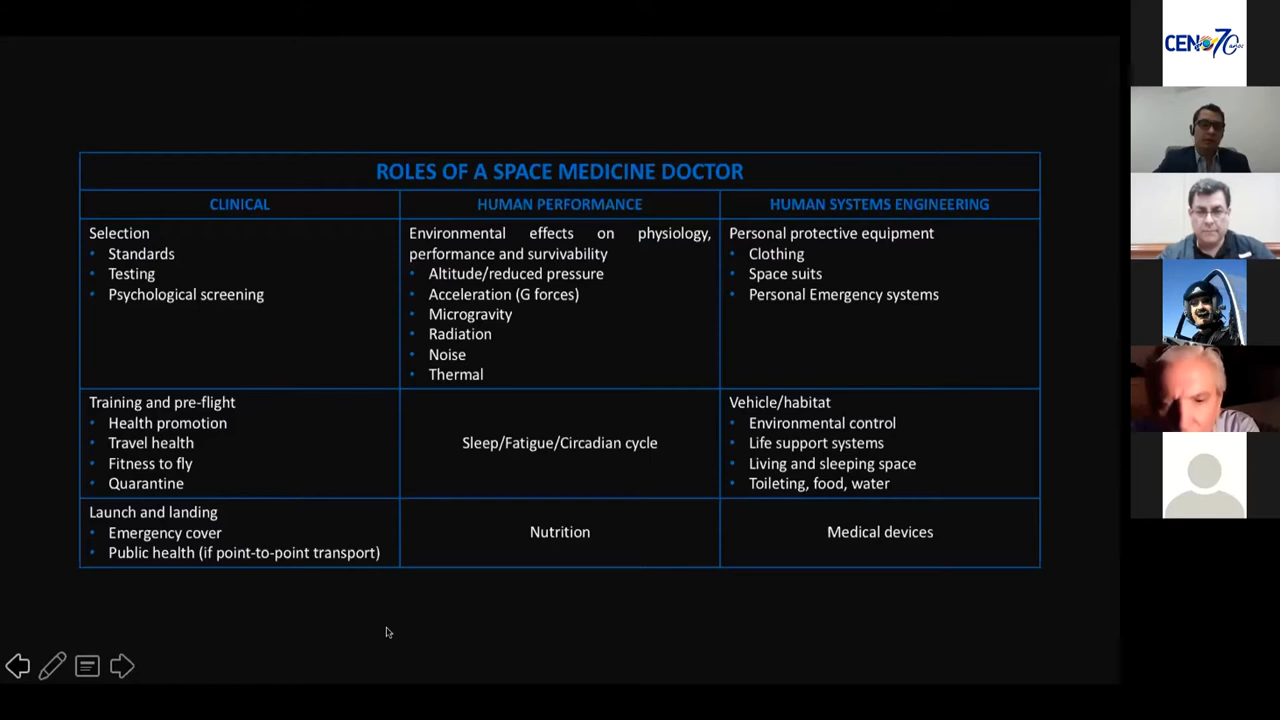 ROLES OF A SPACE MEDICINE DOCTOR
CLINICAL
HUMAN PERFORMANCE
HUMAN SYSTEMS ENGINEERING
Selection
• Standards
• Testing
• Psychological screening
Environmental effects on physiology,
performance and survivability
• Altitude/reduced pressure
• Acceleration (G forces)
• Microgravity
• Radiation
• Noise
• Thermal
Personal protective equipment
• Clothing
• Space suits
• Personal Emergency systems
Training and pre-flight
• Health promotion
• Travel health
• Fitness to fly
• Quarantine
Sleep/Fatigue/Circadian cycle
Vehicle/habitat
• Environmental control
• Life support systems
• Living and sleeping space
• Toileting, food, water
Launch and landing
• Emergency cover
• Public health (if point-to-point transport)
Nutrition
Medical devices
70
años